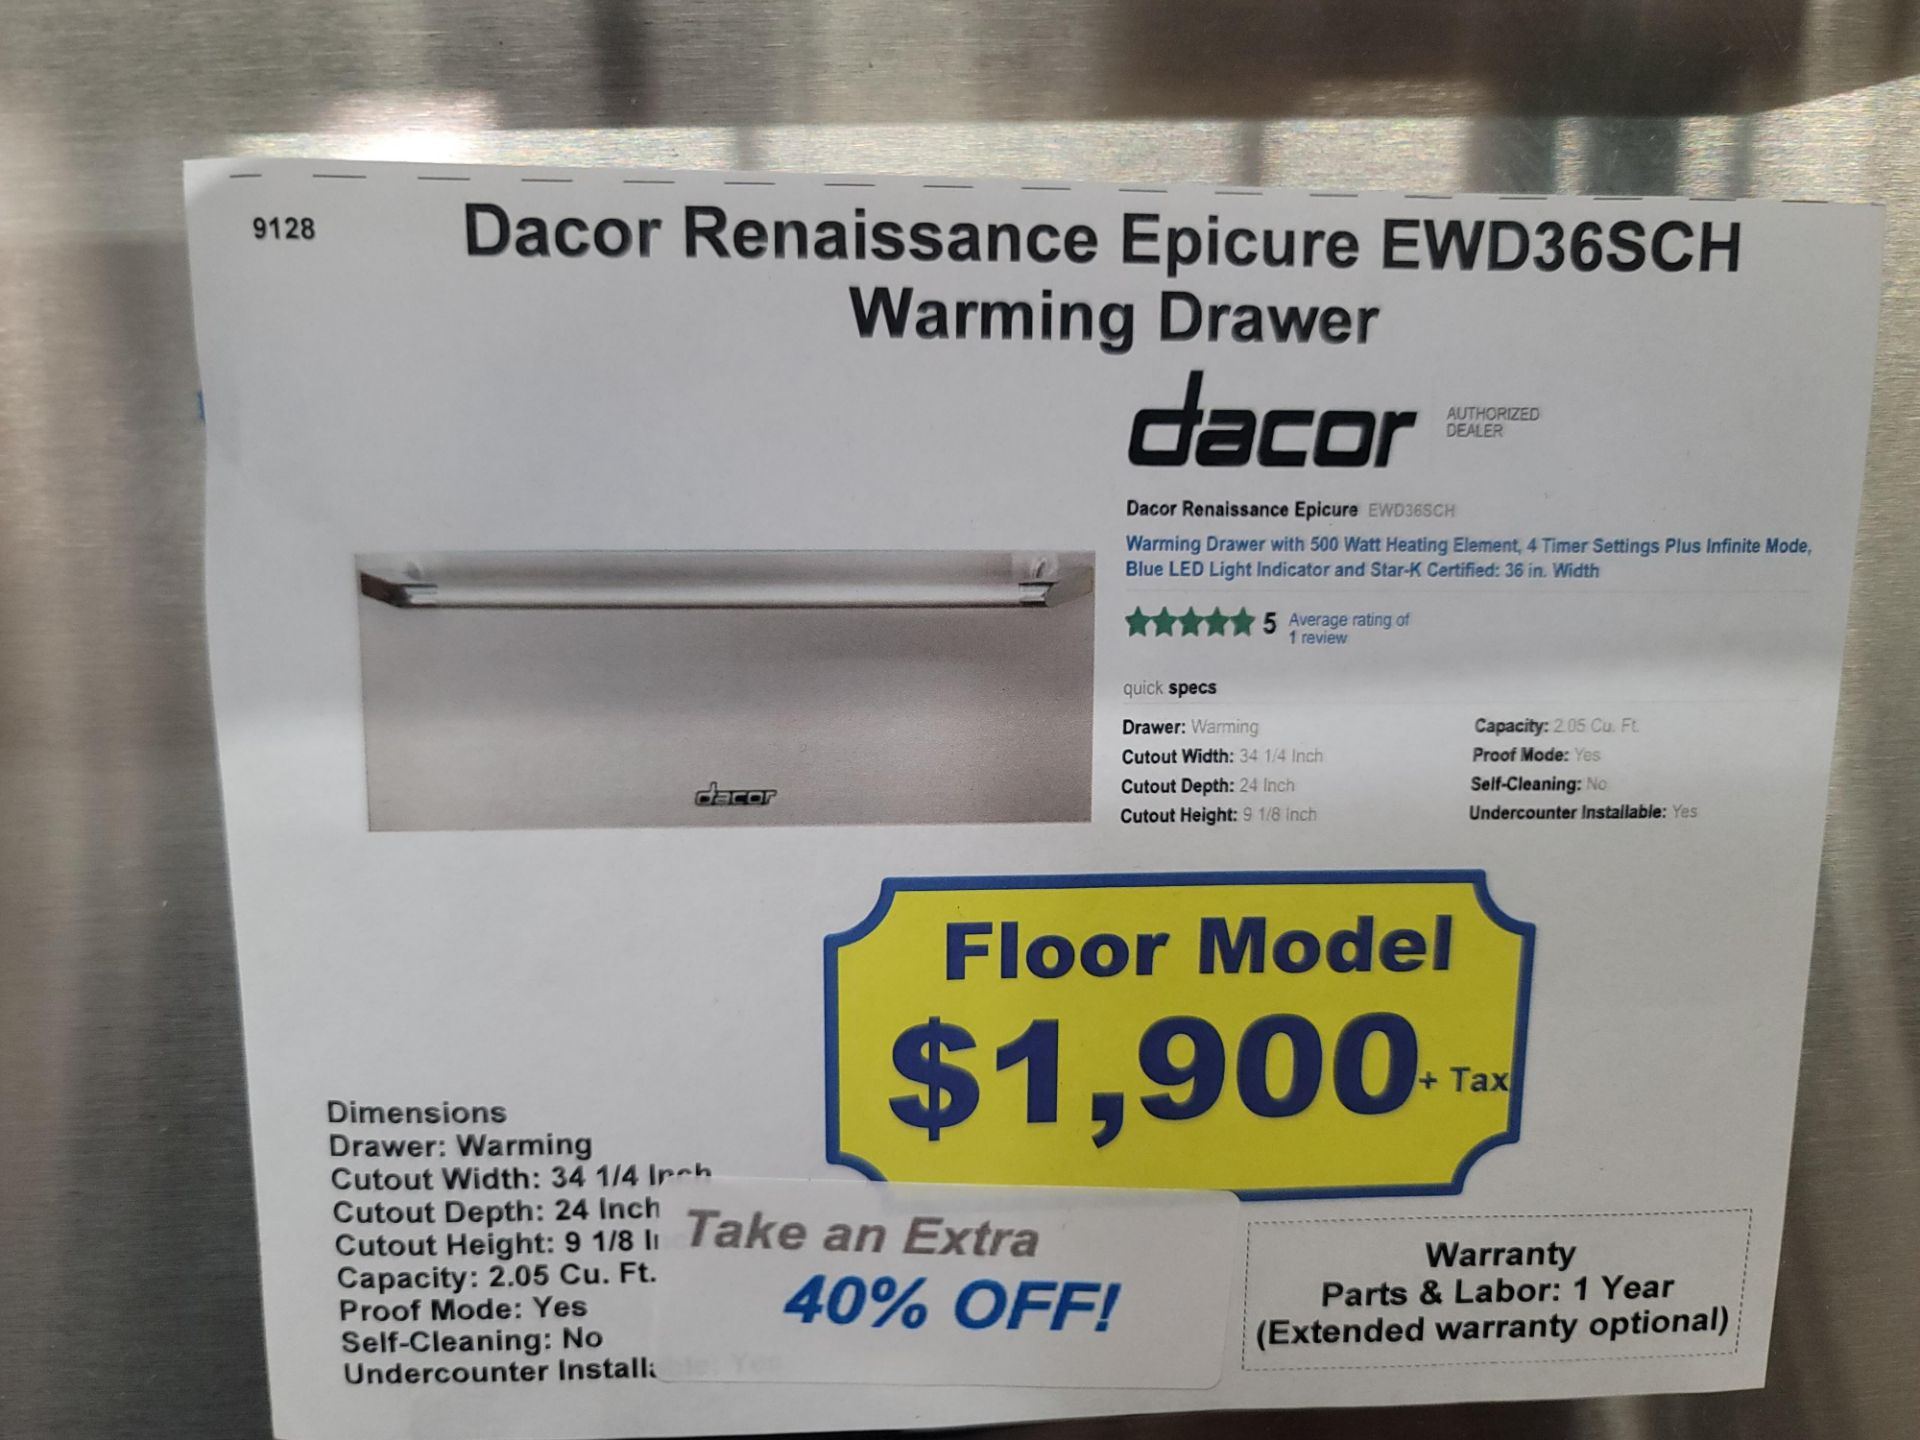 9128
Dacor Renaissance Epicure EWD36SCH
Warming Drawer
dacor
AUTHORIZED
DEALER
Dacor Renaissance Epicure EWD36SCH
Warming Drawer with 500 Watt Heating Element, 4 Timer Settings Plus Infinite Mode,
Blue LED Light Indicator and Star-K Certified: 36 in. Width
5 Average rating of
1 review
quick specs
Drawer: Warming
Cutout Width: 34 1/4 Inch
Cutout Depth: 24 Inch
Cutout Height: 9 1/8 Inch
Capacity: 2.05 Cu. Ft.
Proof Mode: Yes
Self-Cleaning: No
Undercounter Installable: Yes
dacor
Floor Model
$1,900 + Tax
Dimensions
Drawer: Warming
Cutout Width: 34 1/4 Inch
Cutout Depth: 24 Inch
Cutout Height: 9 1/8
Capacity: 2.05 Cu. Ft.
Proof Mode: Yes
Self-Cleaning: No
Undercounter
Take an Extra
40% OFF!
Warranty
Parts & Labor: 1 Year
(Extended warranty optional)